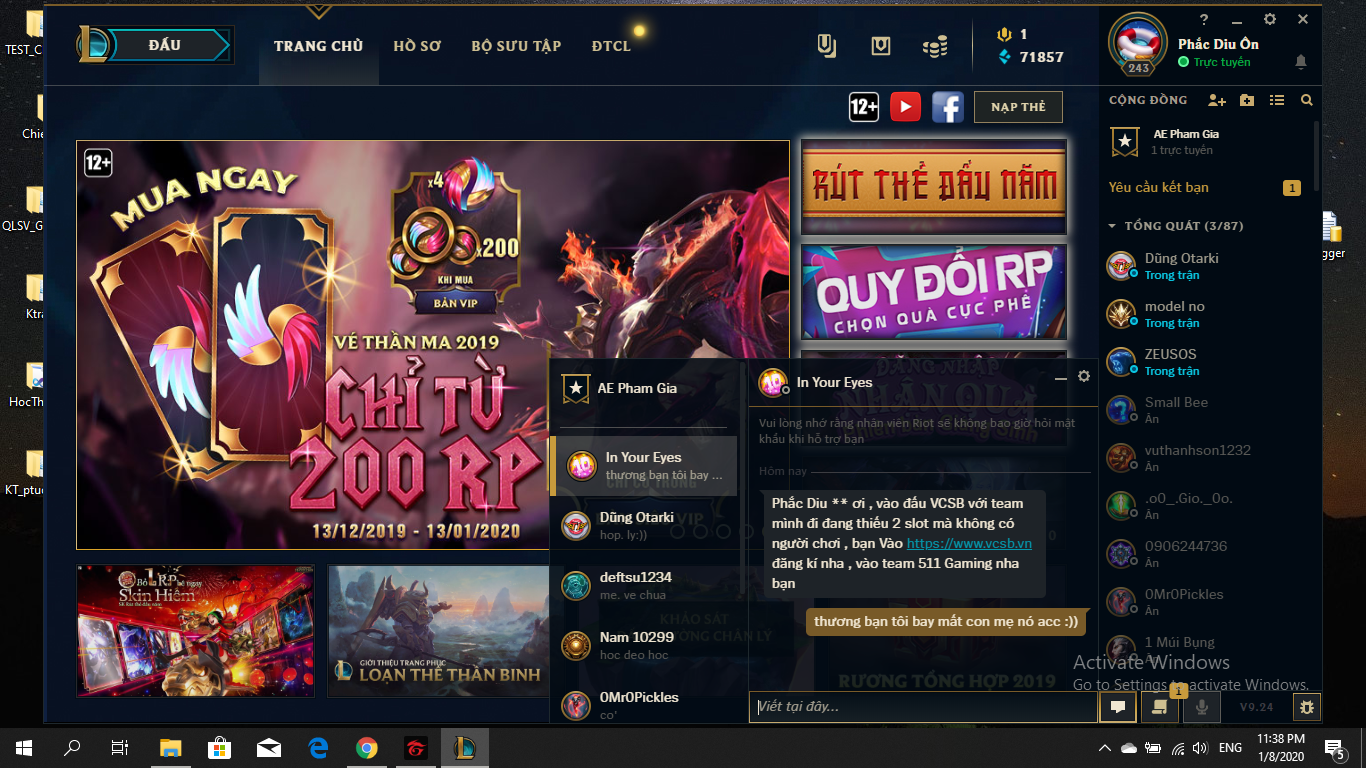 TEST_C
Chie
QLSV_G
Ktra
HocTh
KT_ptud
gger
ĐẤU
TRANG CHỦ
HỒ SƠ
BỘ SƯU TẬP
ĐTCL
1
71857
?
Phắc Diu Ôn
Trực tuyến
243
12+
NẠP THẺ
CỘNG ĐỒNG
AE Pham Gia
1 trực tuyến
Yêu cầu kết bạn
1
TỔNG QUÁT (3/87)
Dũng Otarki
Trong trận
model no
Trong trận
ZEUSOS
Trong trận
Small Bee
Ẩn
vuthanhson1232
Ẩn
.o0_.Gio._0o.
Ẩn
0906244736
Ẩn
0Mr0Pickles
Ẩn
1 Múi Bụng
12+
MUA NGAY
x4
x200
KHI MUA
BẢN VIP
VÉ THẦN MA 2019
CHỈ TỪ
200 RP
13/12/2019 - 13/01/2020
RÚT THẺ ĐẦU NĂM
QUY ĐỔI RP
CHỌN QUÀ CỰC PHÊ
ĐĂNG NHẬP
NHẬN QUÀ
Bỏ 1 RP hé ngay
Skin Hiếm
GIỚI THIỆU TRANG PHỤC
LOẠN THẾ THẦN BINH
KHẢO SÁT
RƯƠNG TỔNG HỢP 2019
AE Pham Gia
In Your Eyes
thương bạn tôi bay ...
Dũng Otarki
hop. ly:))
deftsu1234
me. ve chua
Nam 10299
hoc deo hoc
0Mr0Pickles
co'
In Your Eyes
Vui lòng nhớ rằng nhân viên Riot sẽ không bao giờ hỏi mật
khẩu khi hỗ trợ bạn
Hôm nay
Phắc Diu ** ơi , vào đấu VCSB với team
mình đi đang thiếu 2 slot mà không có
người chơi , bạn Vào https://www.vcsb.vn
đăng kí nha , vào team 511 Gaming nha
bạn
thương bạn tôi bay mất con mẹ nó acc :))
Viết tại đây...
Activate Windows
Go to Settings to activate Windows.
1
V9.24
ENG
11:38 PM
1/8/2020
5